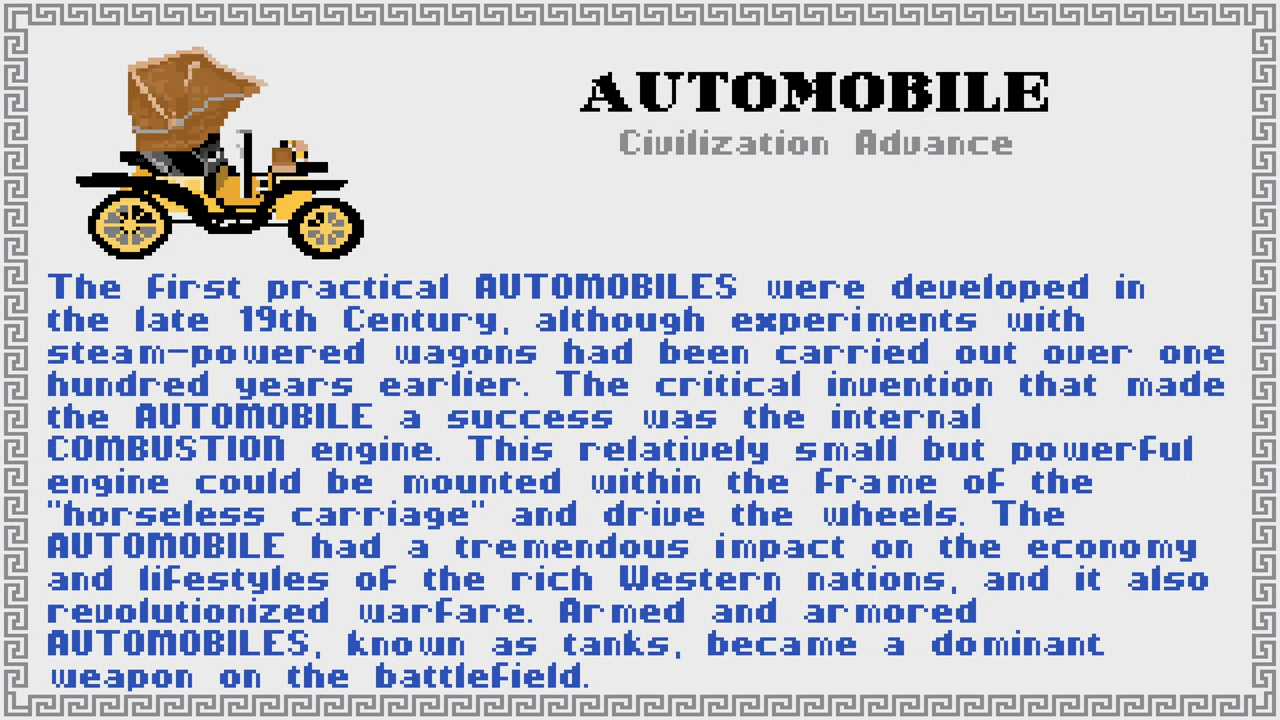 AUTOMOBILE
Civilization Advance
The first practical AUTOMOBILES were developed in
the late 19th Century, although experiments with
steam-powered wagons had been carried out over one
hundred years earlier. The critical invention that made
the AUTOMOBILE a success was the internal
COMBUSTION engine. This relatively small but powerful
engine could be mounted within the frame of the
"horseless carriage" and drive the wheels. The
AUTOMOBILE had a tremendous impact on the economy
and lifestyles of the rich Western nations, and it also
revolutionized warfare. Armed and armored
AUTOMOBILES, known as tanks, became a dominant
weapon on the battlefield.